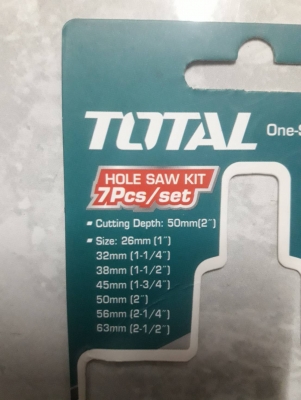 TOTAL
One-
HOLE SAW KIT
7Pcs/set
Cutting Depth: 50mm(2″)
Size: 26mm (1″)
32mm (1-1/4″)
38mm (1-1/2″)
45mm (1-3/4″)
50mm (2″)
56mm (2-1/4″)
63mm (2-1/2″)